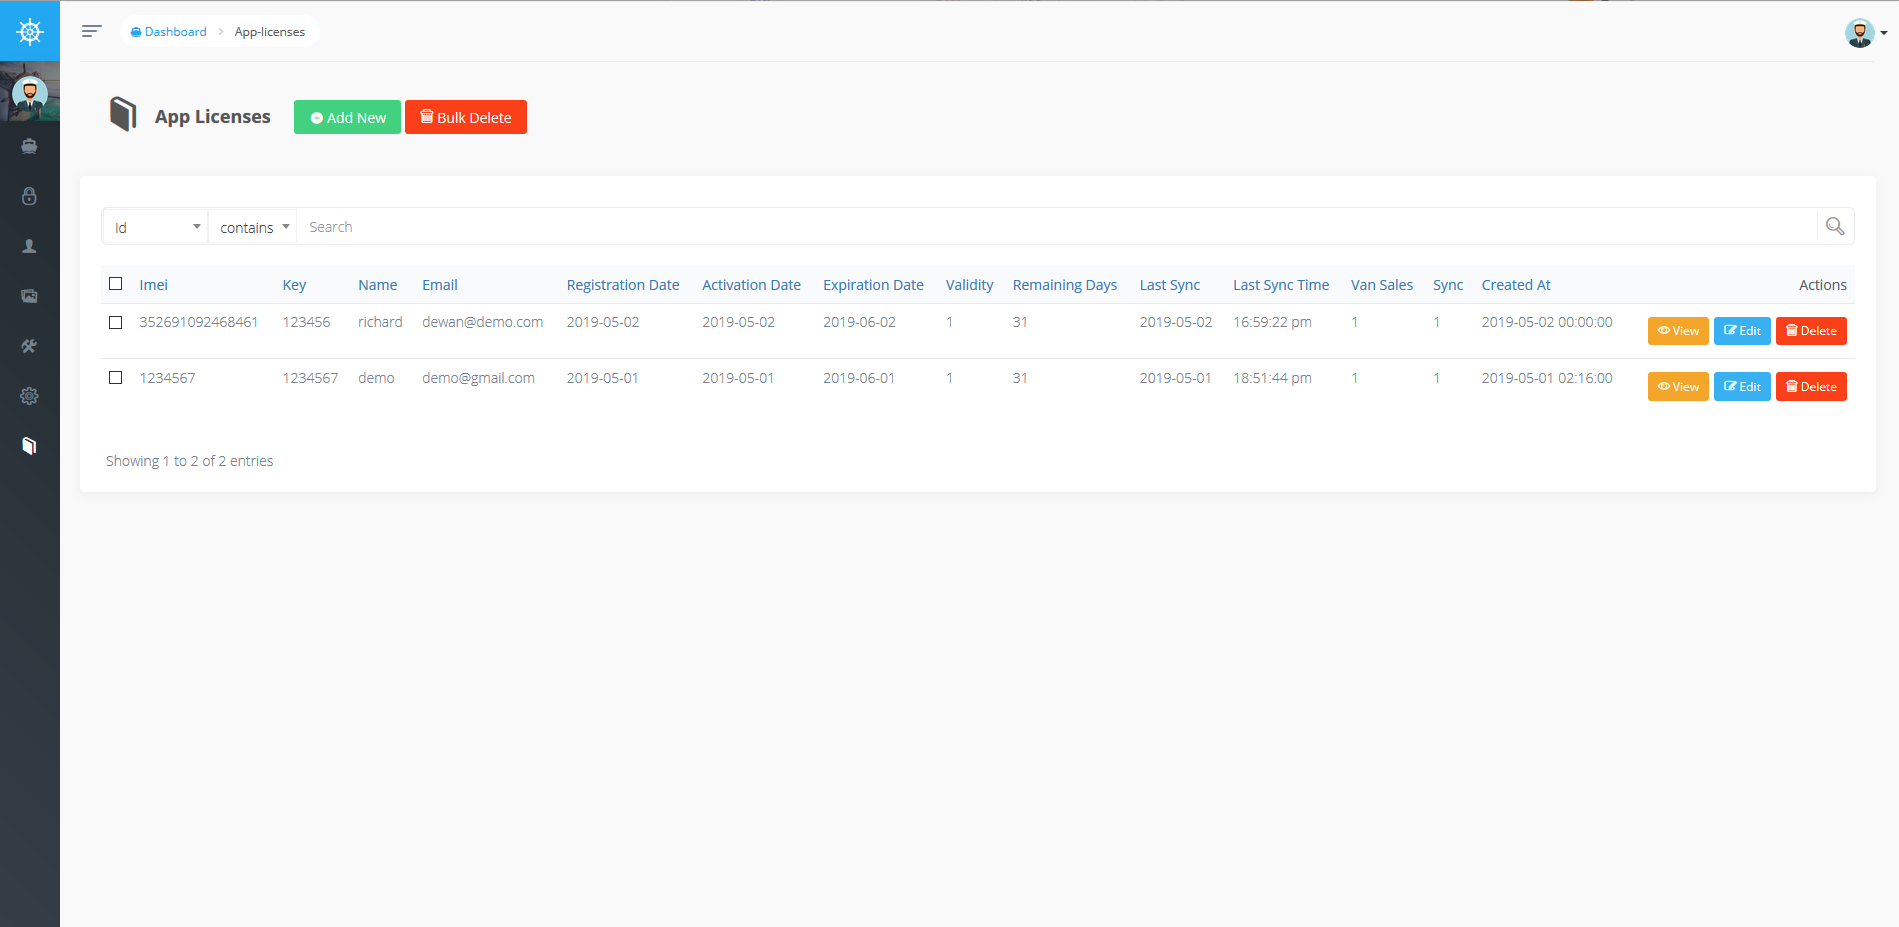 Dashboard > App-licenses
App Licenses Add New Bulk Delete
Id contains Search
Imei Key Name Email Registration Date Activation Date Expiration Date Validity Remaining Days Last Sync Last Sync Time Van Sales Sync Created At Actions
352691092468461 123456 richard dewan@demo.com 2019-05-02 2019-05-02 2019-06-02 1 31 2019-05-02 16:59:22 pm 1 1 2019-05-02 00:00:00 View Edit Delete
1234567 1234567 demo demo@gmail.com 2019-05-01 2019-05-01 2019-06-01 1 31 2019-05-01 18:51:44 pm 1 1 2019-05-01 02:16:00 View Edit Delete
Showing 1 to 2 of 2 entries